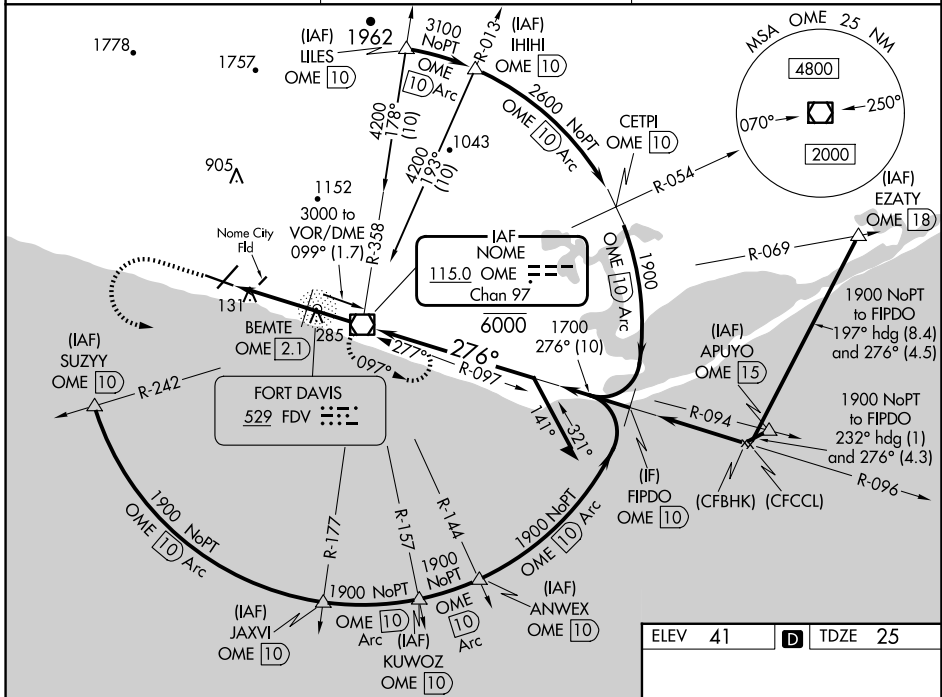 1778
1757
(IAF)
LILES
OME 10
1962
3100
NoPT
OME
10 Arc
R-013
(IAF)
IHIHI
OME 10
2600 NoPT
OME 10 Arc
4200
178°
(10)
4200
193°
(10)
1043
CETPI
OME 10
MSA OME 25 NM
4800
070°
250°
2000
R-054
905
1152
3000 to
VOR/DME
099° (1.7)
R-358
Nome City
Fld
131
285
BEMTE
OME 2.1
IAF
NOME
115.0 OME
Chan 97
6000
1900
OME 10 Arc
R-069
(IAF)
EZATY
OME 18
1900 NoPT
to FIPDO
197° hdg (8.4)
and 276° (4.5)
1700
276° (10)
276°
277°
R-097
097°
(IAF)
APUYO
OME 15
R-094
1900 NoPT
to FIPDO
232° hdg (1)
and 276° (4.3)
R-096
(IAF)
SUZYY
OME 10
R-242
FORT DAVIS
529 FDV
141°
321°
(IF)
FIPDO
OME 10
(CFBHK)
(CFCCL)
1900 NoPT
OME 10 Arc
R-177
R-157
R-144
1900 NoPT
OME 10 Arc
(IAF)
JAXVI
OME 10
1900 NoPT
OME 10
Arc
(IAF)
KUWOZ
OME 10
1900
NoPT
OME
10
Arc
(IAF)
ANWEX
OME 10
ELEV 41 D TDZE 25